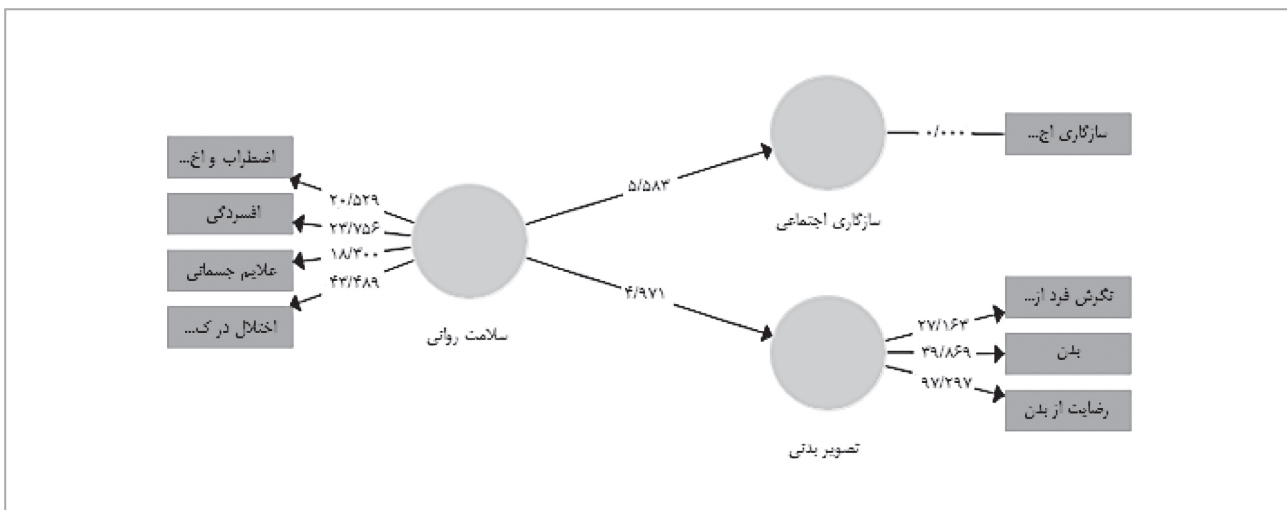 سازگاری اج...
۰/۰۰۰
اضطراب و اخ...
۲۰/۵۲۹
۵/۵۸۳
افسردگی
۲۳/۷۵۶
سازگاری اجتماعی
علایم جسمانی
۱۸/۳۰۰
اختلال در ک...
۴۳/۴۸۹
سلامت روانی
۴/۹۷۱
نگرش فرد از...
۲۷/۱۶۳
بدن
۳۹/۸۶۹
رضایت از بدن
۹۷/۲۹۷
تصویر بدنی